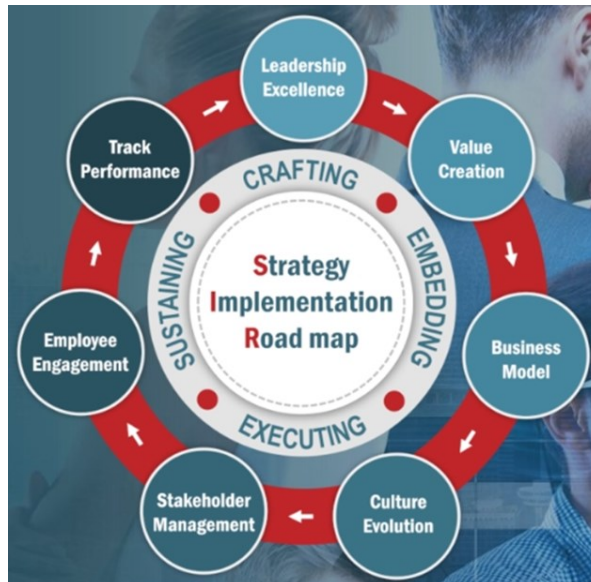 Leadership
Excellence
Value
Creation
Business
Model
Culture
Evolution
Stakeholder
Management
Employee
Engagement
Track
Performance
CRAFTING
EMBEDDING
EXECUTING
SUSTAINING
Strategy
Implementation
Road map